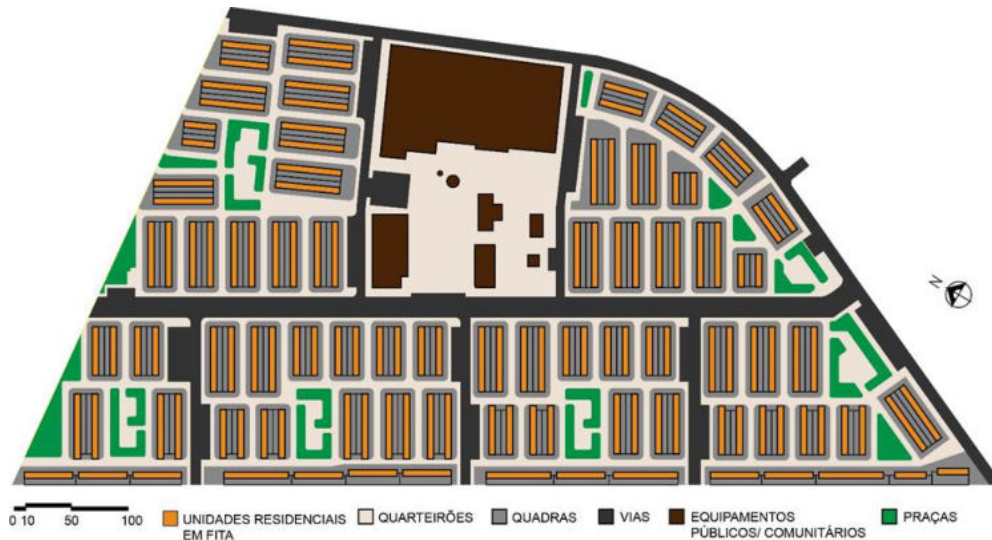 N
0 10 50 100
UNIDADES RESIDENCIAIS
EM FITA
QUARTEIRÕES
QUADRAS
VIAS
EQUIPAMENTOS
PÚBLICOS/ COMUNITÁRIOS
PRAÇAS